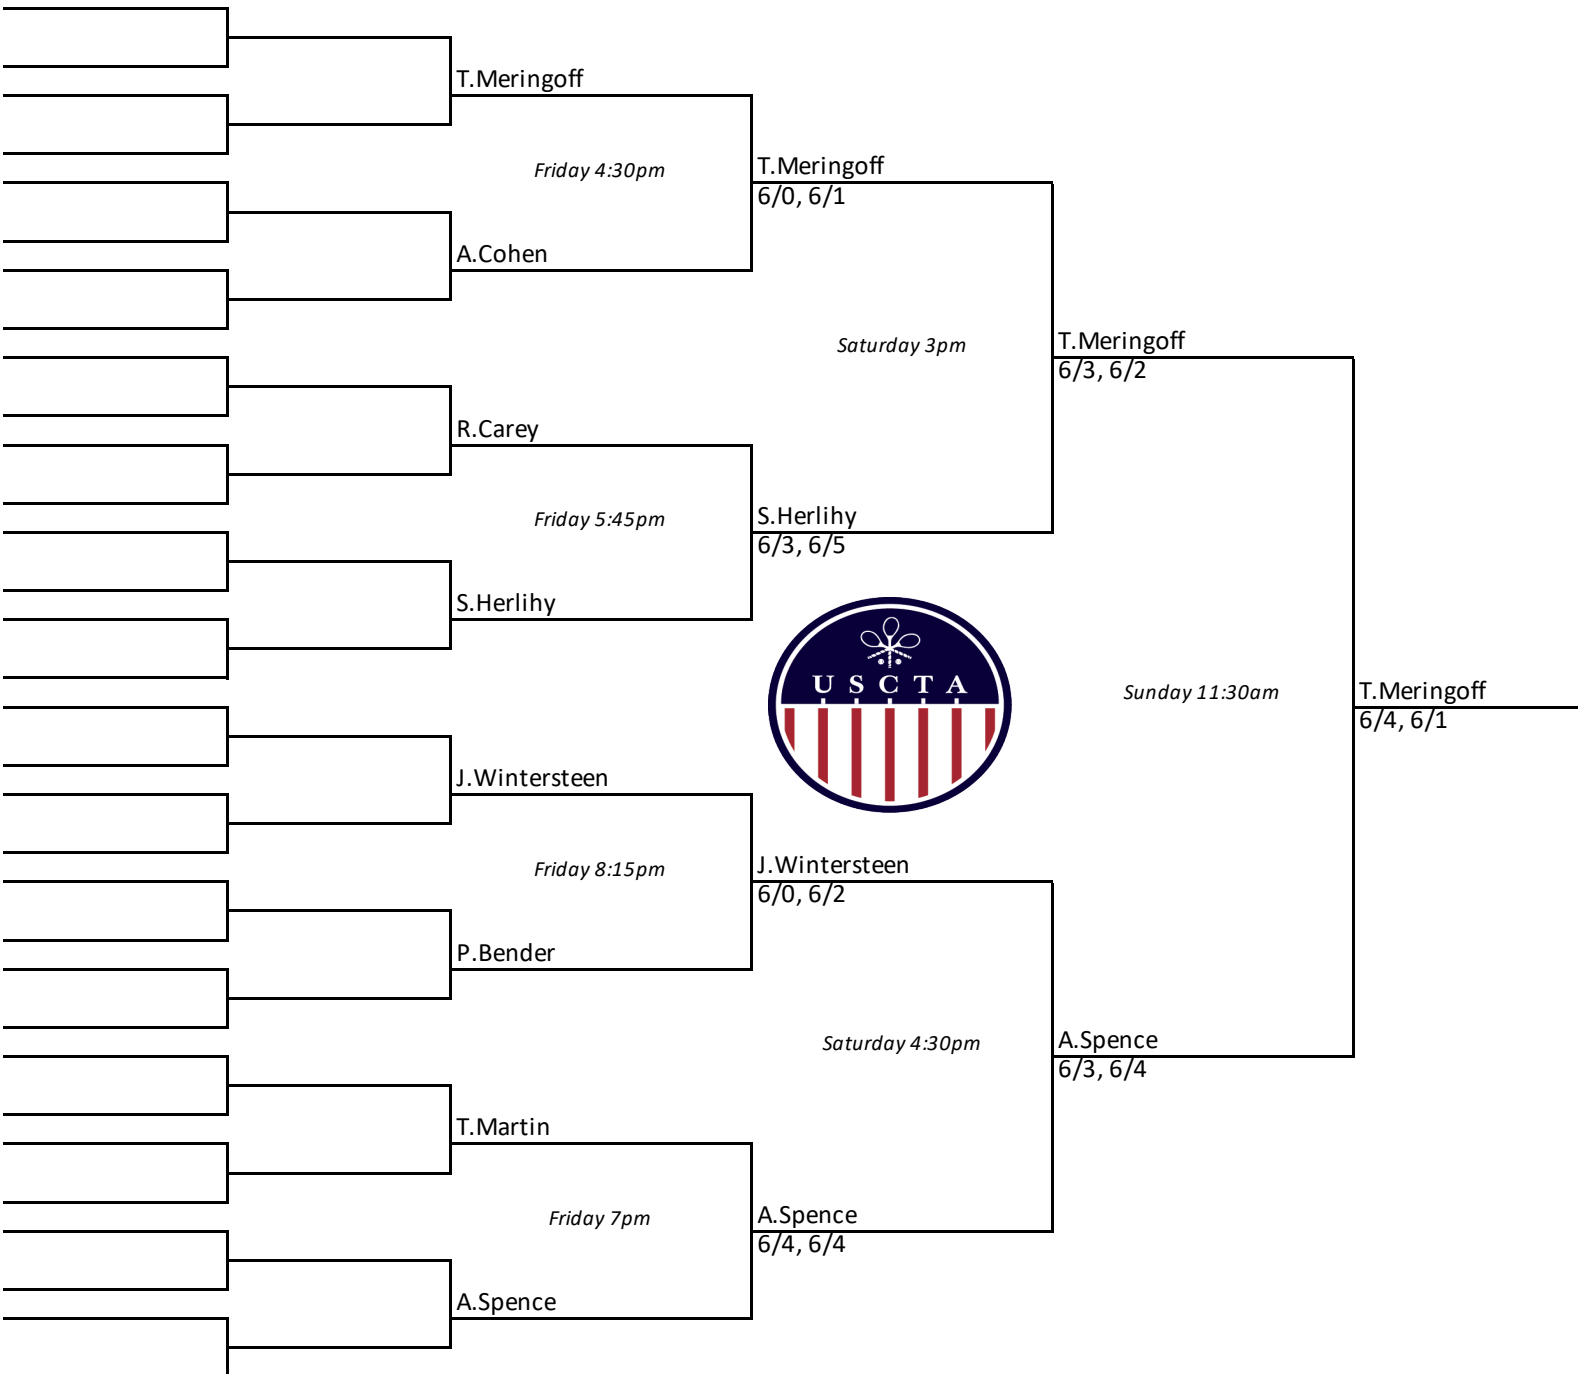 T.Meringoff
Friday 4:30pm
T.Meringoff
6/0, 6/1
A.Cohen
Saturday 3pm
T.Meringoff
6/3, 6/2
R.Carey
Friday 5:45pm
S.Herlihy
6/3, 6/5
S.Herlihy
USCTA
Sunday 11:30am
T.Meringoff
6/4, 6/1
J.Wintersteen
Friday 8:15pm
J.Wintersteen
6/0, 6/2
P.Bender
Saturday 4:30pm
A.Spence
6/3, 6/4
T.Martin
Friday 7pm
A.Spence
6/4, 6/4
A.Spence